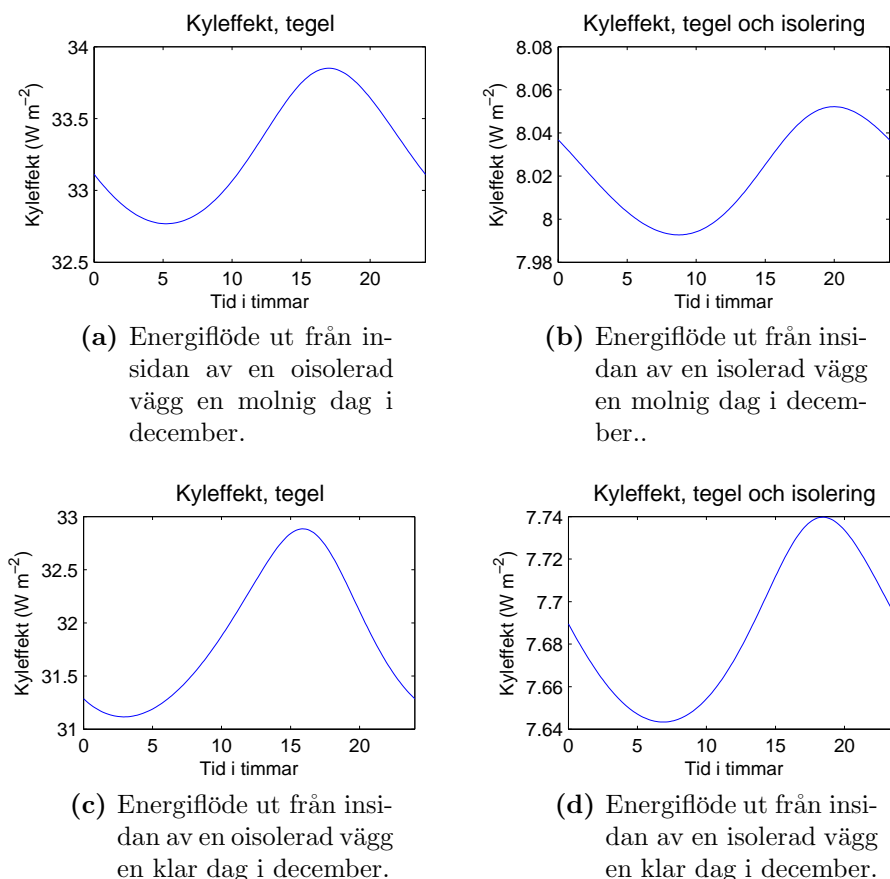 Kyleffekt, tegel
34
33.5
33
32.5
Kyleffekt (W m−2)
0 5 10 15 20
Tid i timmar
(a) Energiflöde ut från in-
sidan av en oisolerad
vägg en molnig dag i
december.
Kyleffekt, tegel och isolering
8.08
8.06
8.04
8.02
8
7.98
Kyleffekt (W m−2)
0 5 10 15 20
Tid i timmar
(b) Energiflöde ut från insi-
dan av en isolerad vägg
en molnig dag i decem-
ber..
Kyleffekt, tegel
33
32.5
32
31.5
31
Kyleffekt (W m−2)
0 5 10 15 20
Tid i timmar
(c) Energiflöde ut från insi-
dan av en oisolerad vägg
en klar dag i december.
Kyleffekt, tegel och isolering
7.74
7.72
7.7
7.68
7.66
7.64
Kyleffekt (W m−2)
0 5 10 15 20
Tid i timmar
(d) Energiflöde ut från insi-
dan av en isolerad vägg
en klar dag i december.